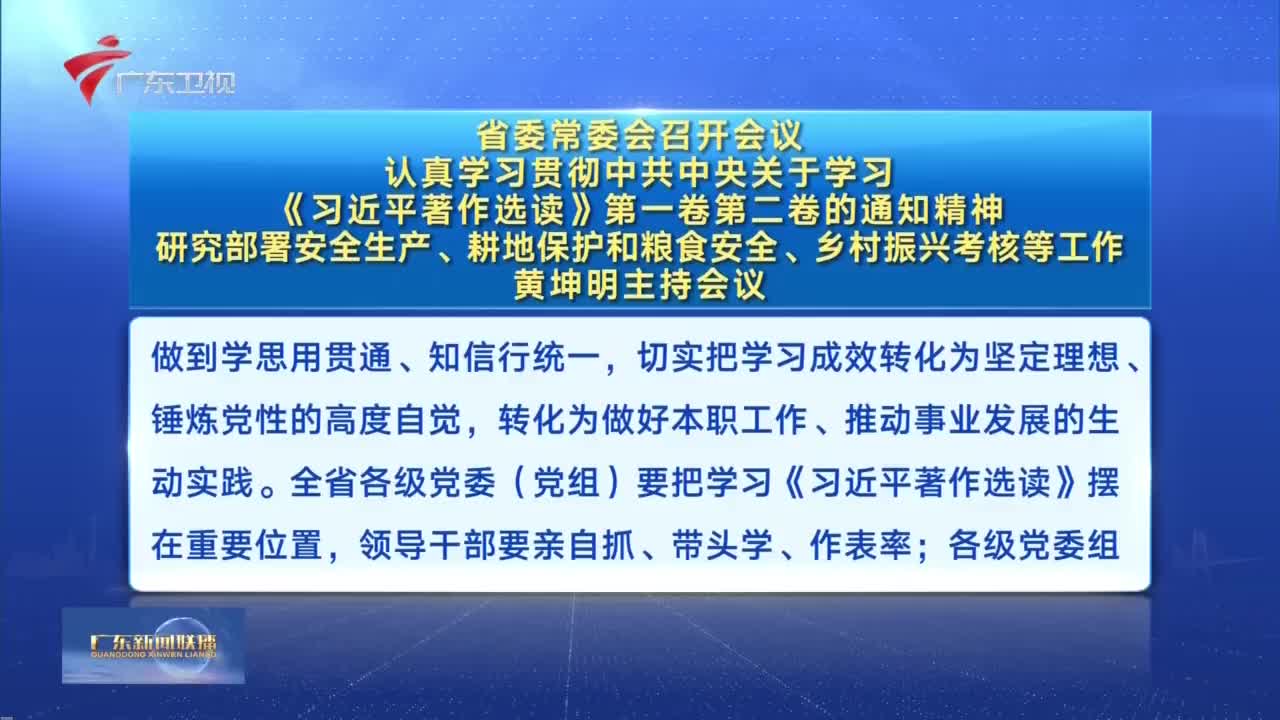 广东卫视
省委常委会召开会议
认真学习贯彻中共中央关于学习
《习近平著作选读》第一卷第二卷的通知精神
研究部署安全生产、耕地保护和粮食安全、乡村振兴考核等工作
黄坤明主持会议
做到学思用贯通、知信行统一，切实把学习成效转化为坚定理想、
锤炼党性的高度自觉，转化为做好本职工作、推动事业发展的生
动实践。全省各级党委（党组）要把学习《习近平著作选读》摆
在重要位置，领导干部要亲自抓、带头学、作表率；各级党委组
广东新闻联播
GUANGDONG XINWEN LIANBO